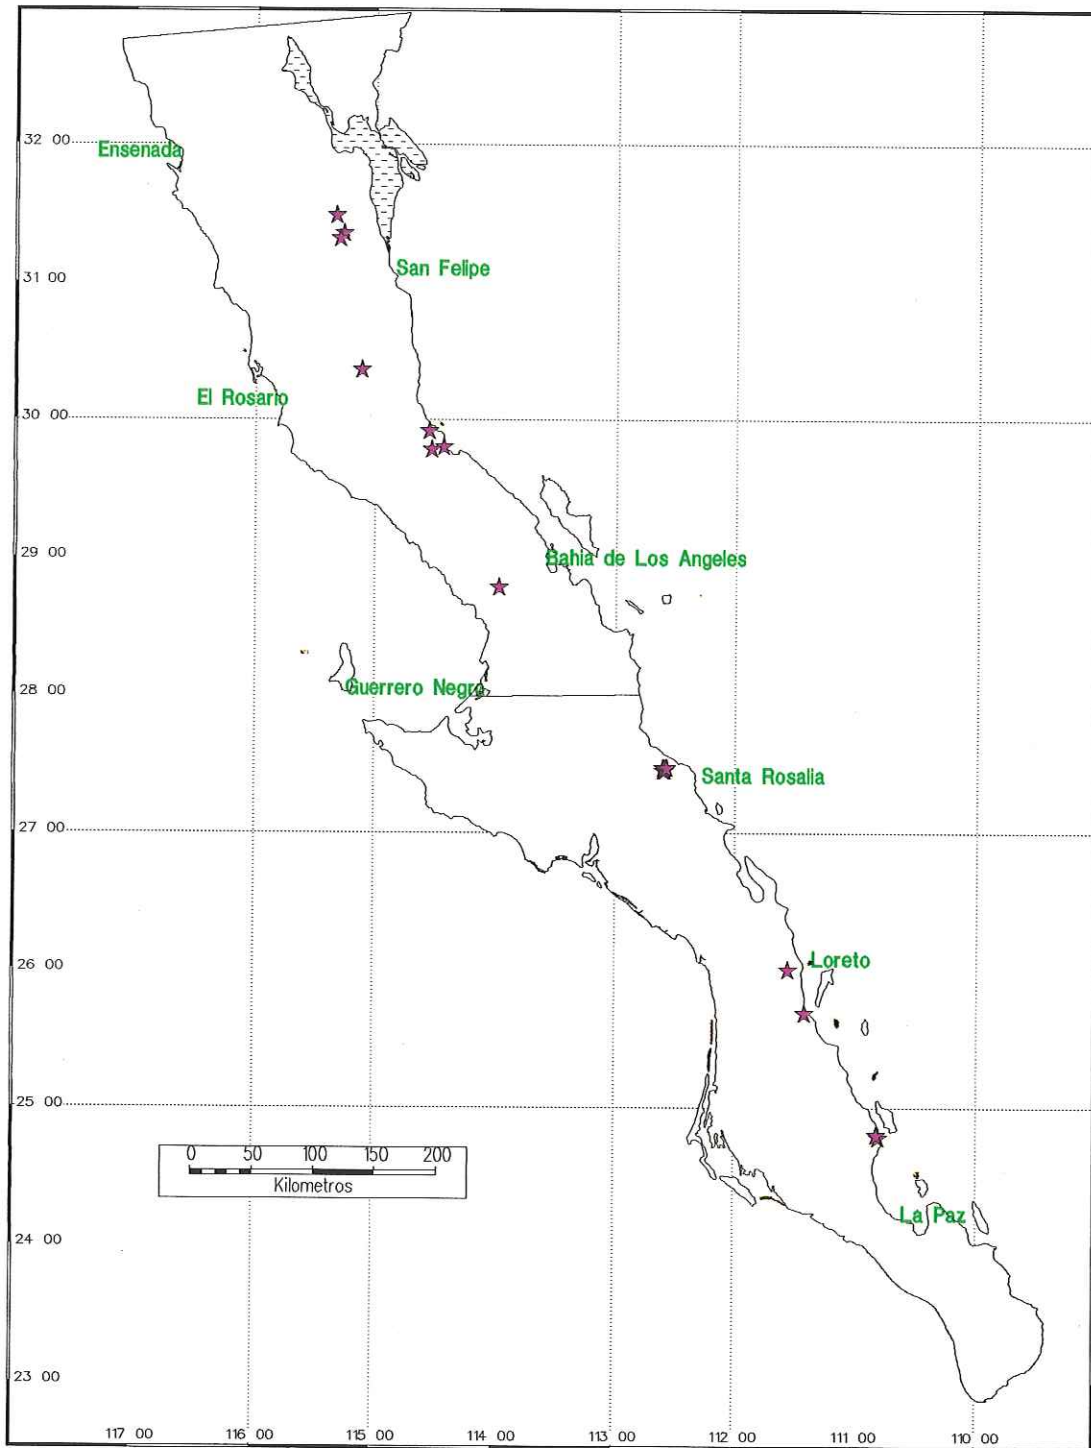 32 00
Ensenada
San Felipe
31 00
El Rosario
30 00
29 00
Bahia de Los Angeles
28 00
Guerrero Negro
Santa Rosalia
27 00
26 00
Loreto
25 00
0 50 100 150 200
Kilometros
La Paz
24 00
23 00
117 00 116 00 115 00 114 00 113 00 112 00 111 00 110 00